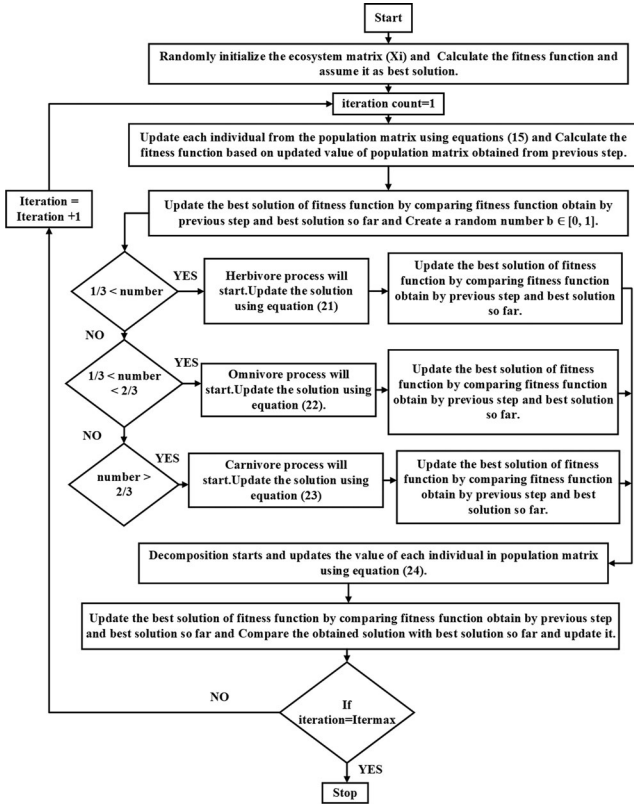 Start
Randomly initialize the ecosystem matrix (Xi) and Calculate the fitness function and
assume it as best solution.
iteration count=1
Update each individual from the population matrix using equations (15) and Calculate the
fitness function based on updated value of population matrix obtained from previous step.
Iteration =
Iteration +1
Update the best solution of fitness function by comparing fitness function obtain by
previous step and best solution so far and Create a random number b ∈ [0, 1].
1/3 < number
YES
Herbivore process will
start.Update the solution
using equation (21)
Update the best solution of fitness
function by comparing fitness function
obtain by previous step and best solution
so far.
NO
1/3 < number
< 2/3
YES
Omnivore process will
start.Update the solution using
equation (22).
Update the best solution of fitness
function by comparing fitness function
obtain by previous step and best solution
so far.
NO
number >
2/3
YES
Carnivore process will
start.Update the solution using
equation (23)
Update the best solution of fitness
function by comparing fitness function
obtain by previous step and best
solution so far.
Decomposition starts and updates the value of each individual in population matrix
using equation (24).
Update the best solution of fitness function by comparing fitness function obtain by previous step
and best solution so far and Compare the obtained solution with best solution so far and update it.
NO
If
iteration=Itermax
YES
Stop